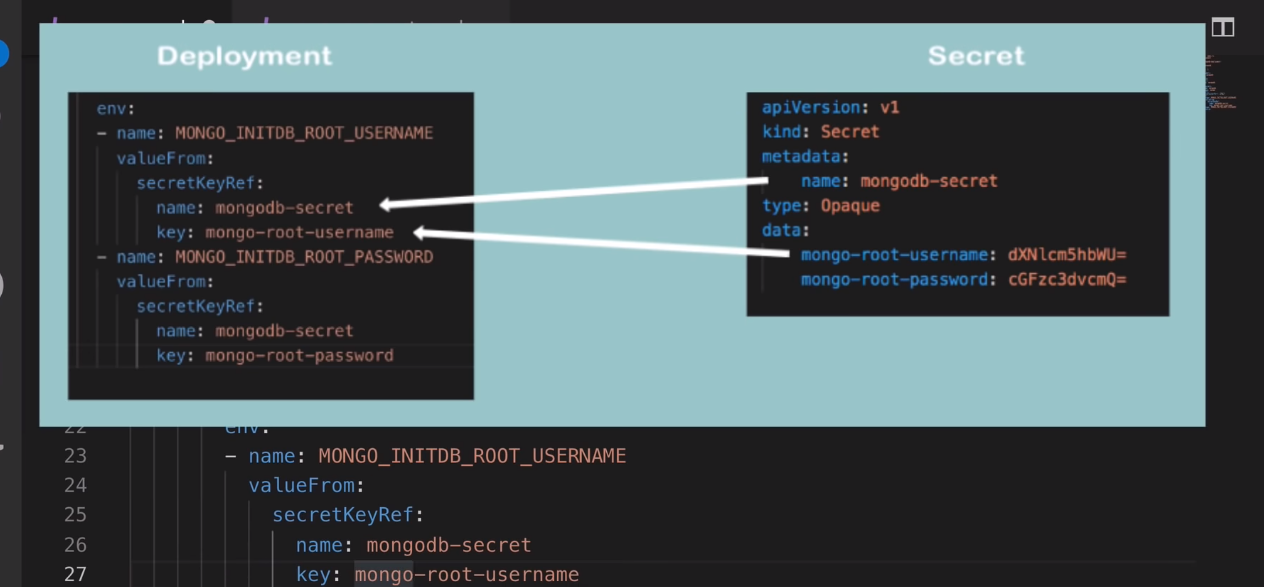 Deployment
env:
- name: MONGO_INITDB_ROOT_USERNAME
valueFrom:
secretKeyRef:
name: mongodb-secret
key: mongo-root-username
- name: MONGO_INITDB_ROOT_PASSWORD
valueFrom:
secretKeyRef:
name: mongodb-secret
key: mongo-root-password
Secret
apiVersion: v1
kind: Secret
metadata:
name: mongodb-secret
type: Opaque
data:
mongo-root-username: dXNlcm5hbWU=
mongo-root-password: cGFzc3dvcmQ=
22 env:
23 - name: MONGO_INITDB_ROOT_USERNAME
24 valueFrom:
25 secretKeyRef:
26 name: mongodb-secret
27 key: mongo-root-username